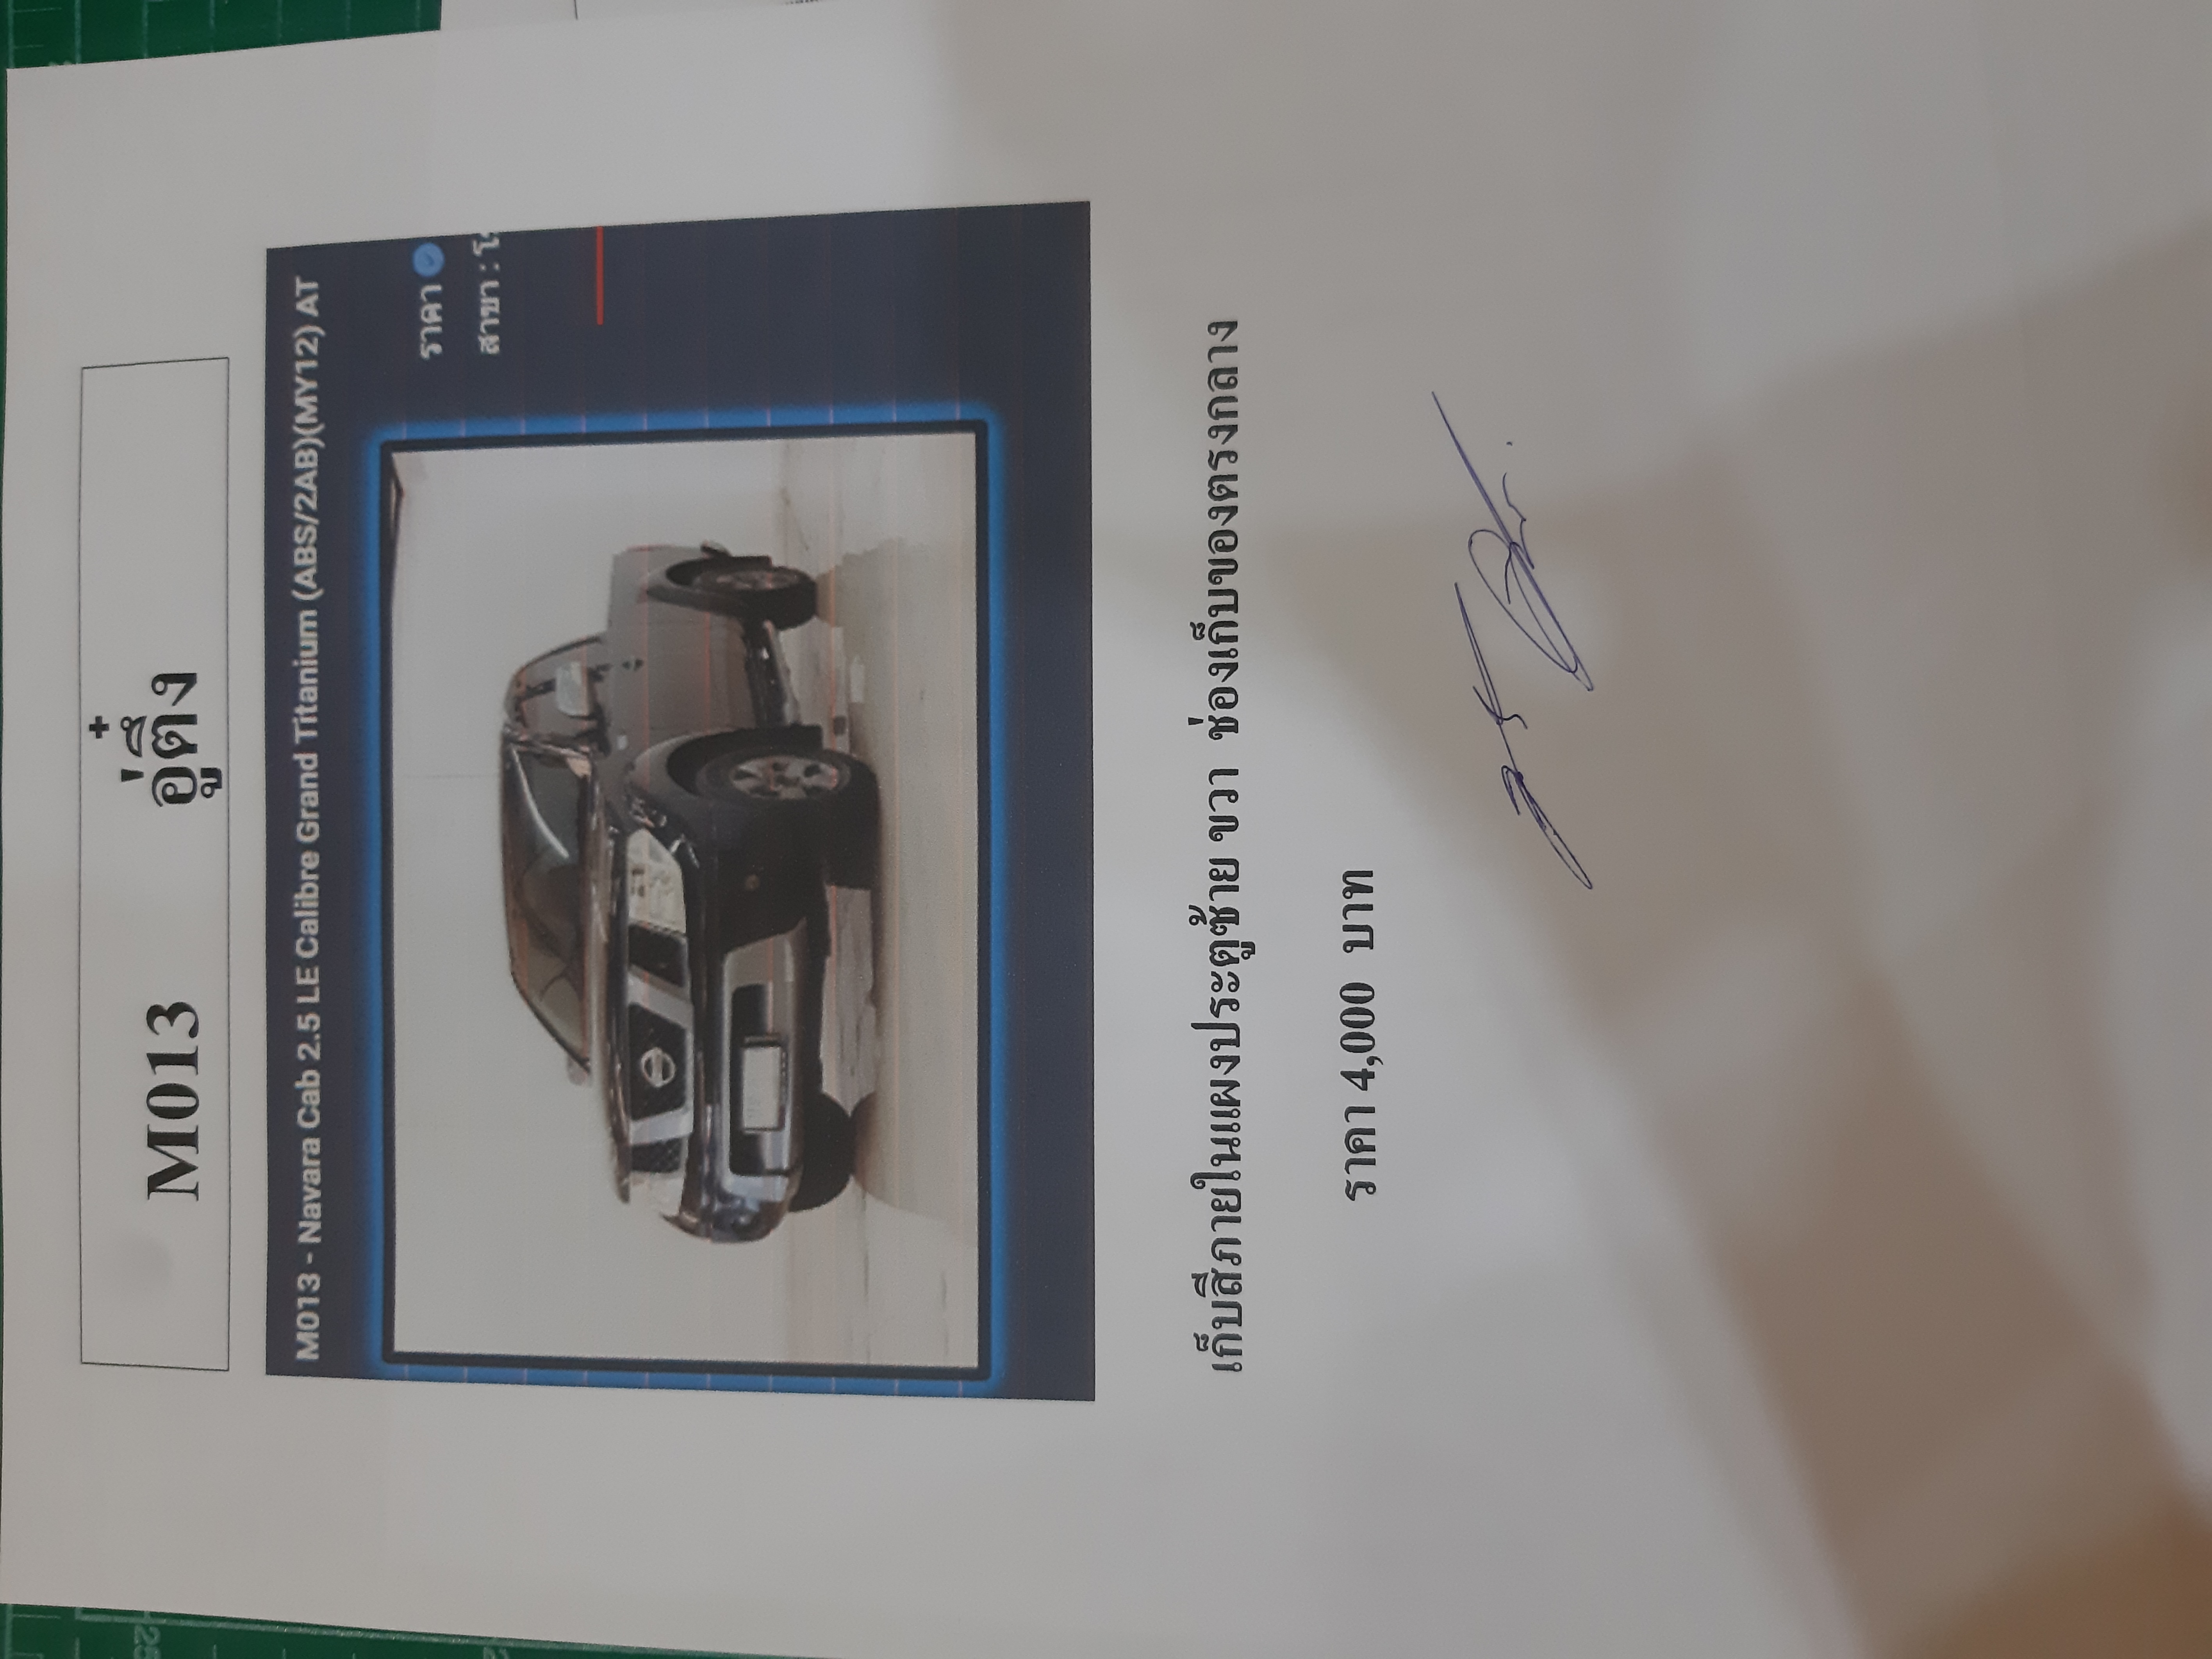 M013 อู่ติ๋ง
M013 - Navara Cab 2.5 LE Calibre Grand Titanium (ABS/2AB)(MY12) AT
ราคา
สาขา :
เก็บสีภายในแผงประตูซ้าย ขวา ช่องเก็บของตรงกลาง
ราคา 4,000 บาท